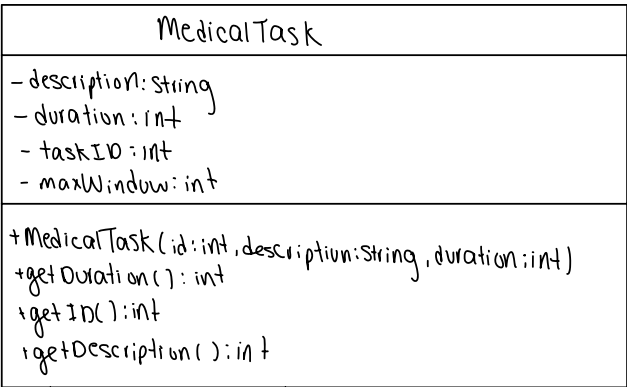 MedicalTask
- description: String
- duration: int
- taskID: int
- maxWindow: int
+MedicalTask(id:int, description:String, duration:int)
+getDuration(): int
+getID():int
+getDescription():int